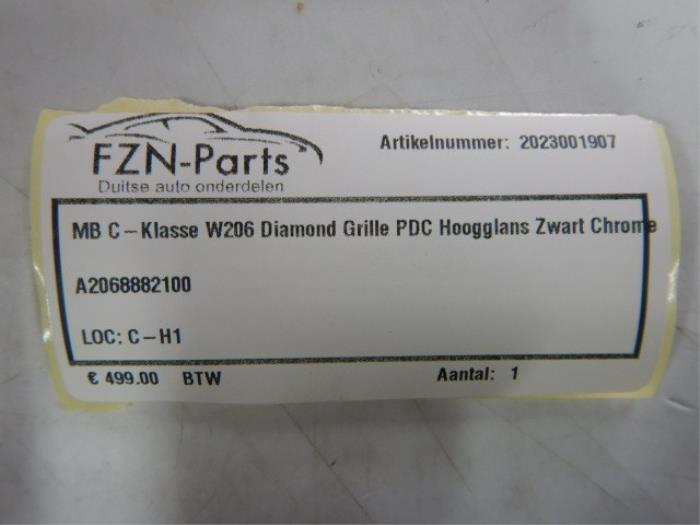 FZN-Parts
Duitse auto onderdelen
Artikelnummer: 2023001907
MB C-Klasse W206 Diamond Grille PDC Hoogglans Zwart Chrome
A2068882100
LOC: C-H1
€ 499.00 BTW
Aantal: 1